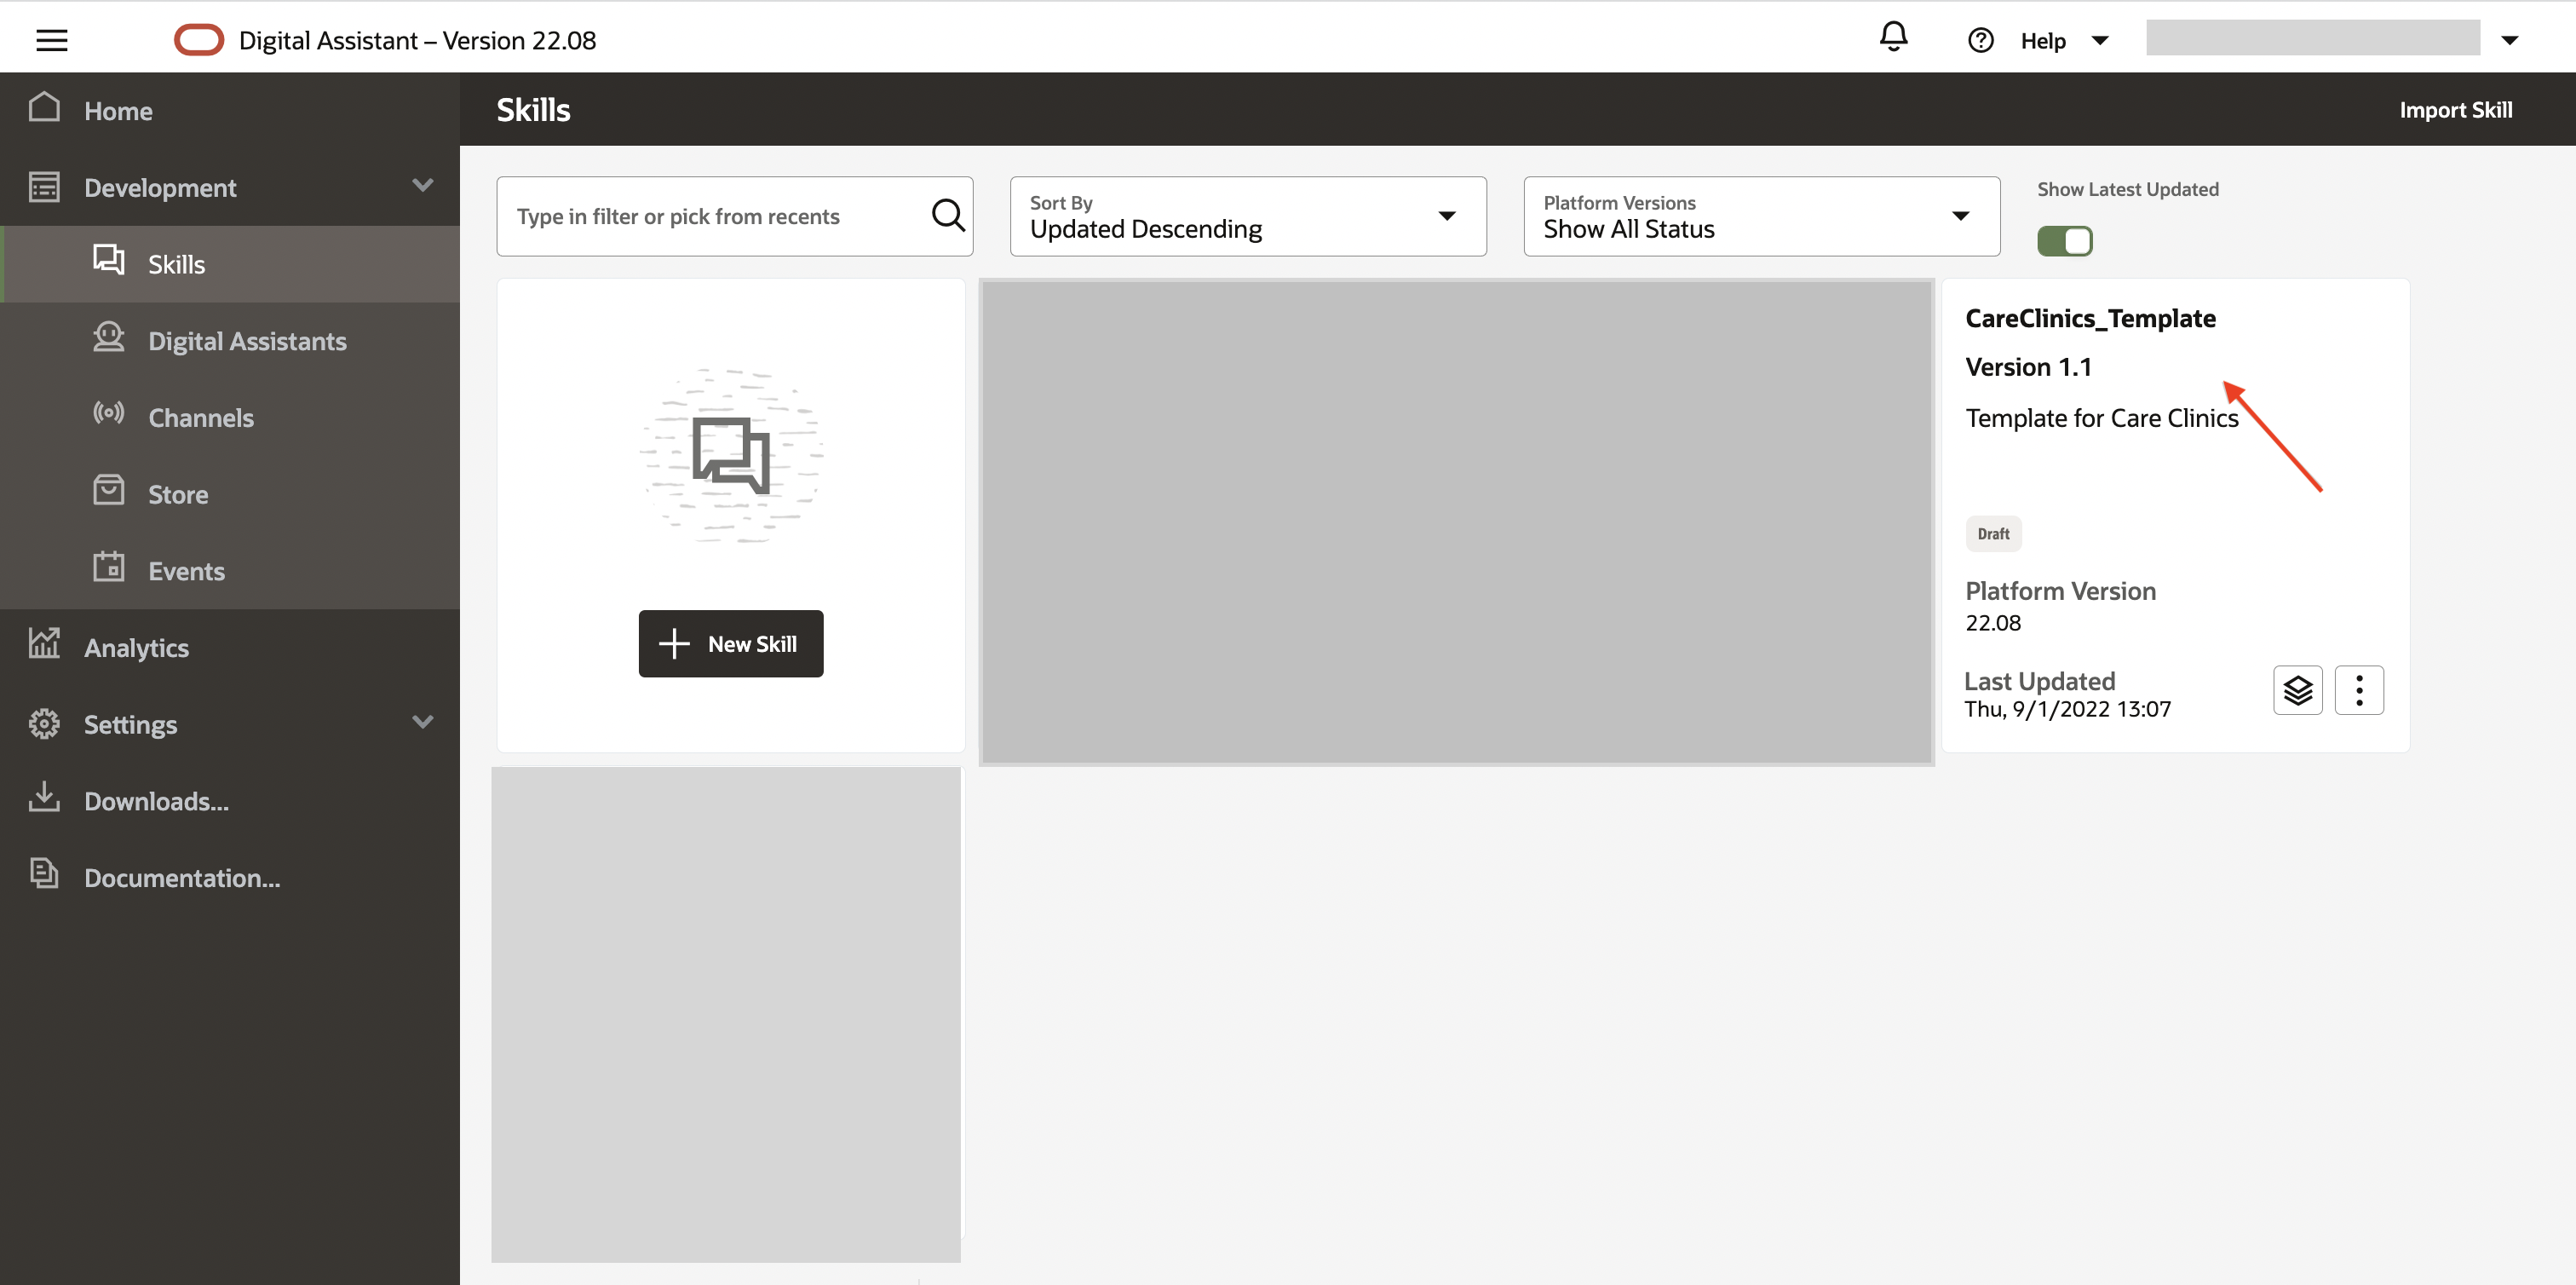 Digital Assistant – Version 22.08
Help
Home
Development
Skills
Digital Assistants
Channels
Store
Events
Analytics
Settings
Downloads...
Documentation...
Skills
Import Skill
Type in filter or pick from recents
Sort By
Updated Descending
Platform Versions
Show All Status
Show Latest Updated
New Skill
CareClinics_Template
Version 1.1
Template for Care Clinics
Draft
Platform Version
22.08
Last Updated
Thu, 9/1/2022 13:07